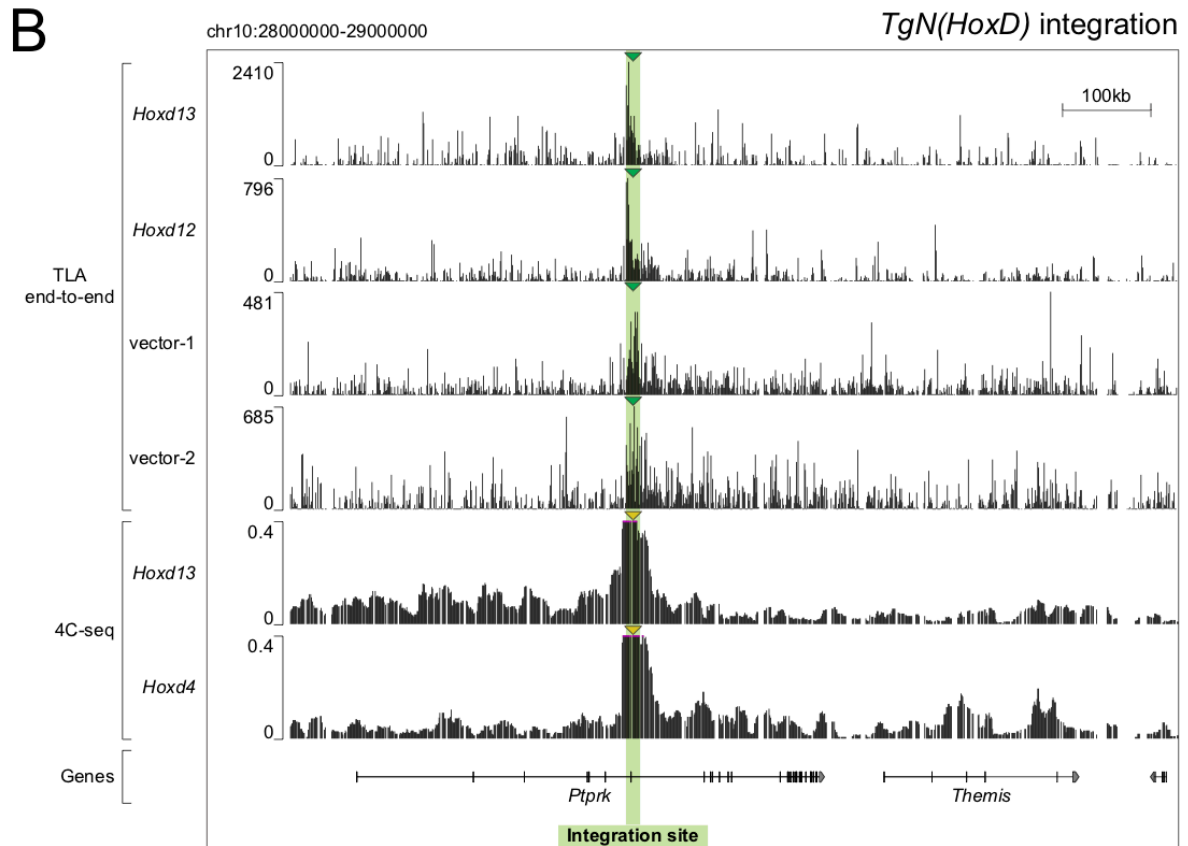 B
chr10:28000000-29000000
TgN(HoxD) integration
100kb
2410
Hoxd13
0
796
Hoxd12
0
TLA
end-to-end
481
vector-1
0
685
vector-2
0
0.4
Hoxd13
0
4C-seq
0.4
Hoxd4
0
Genes
Ptprk
Themis
Integration site